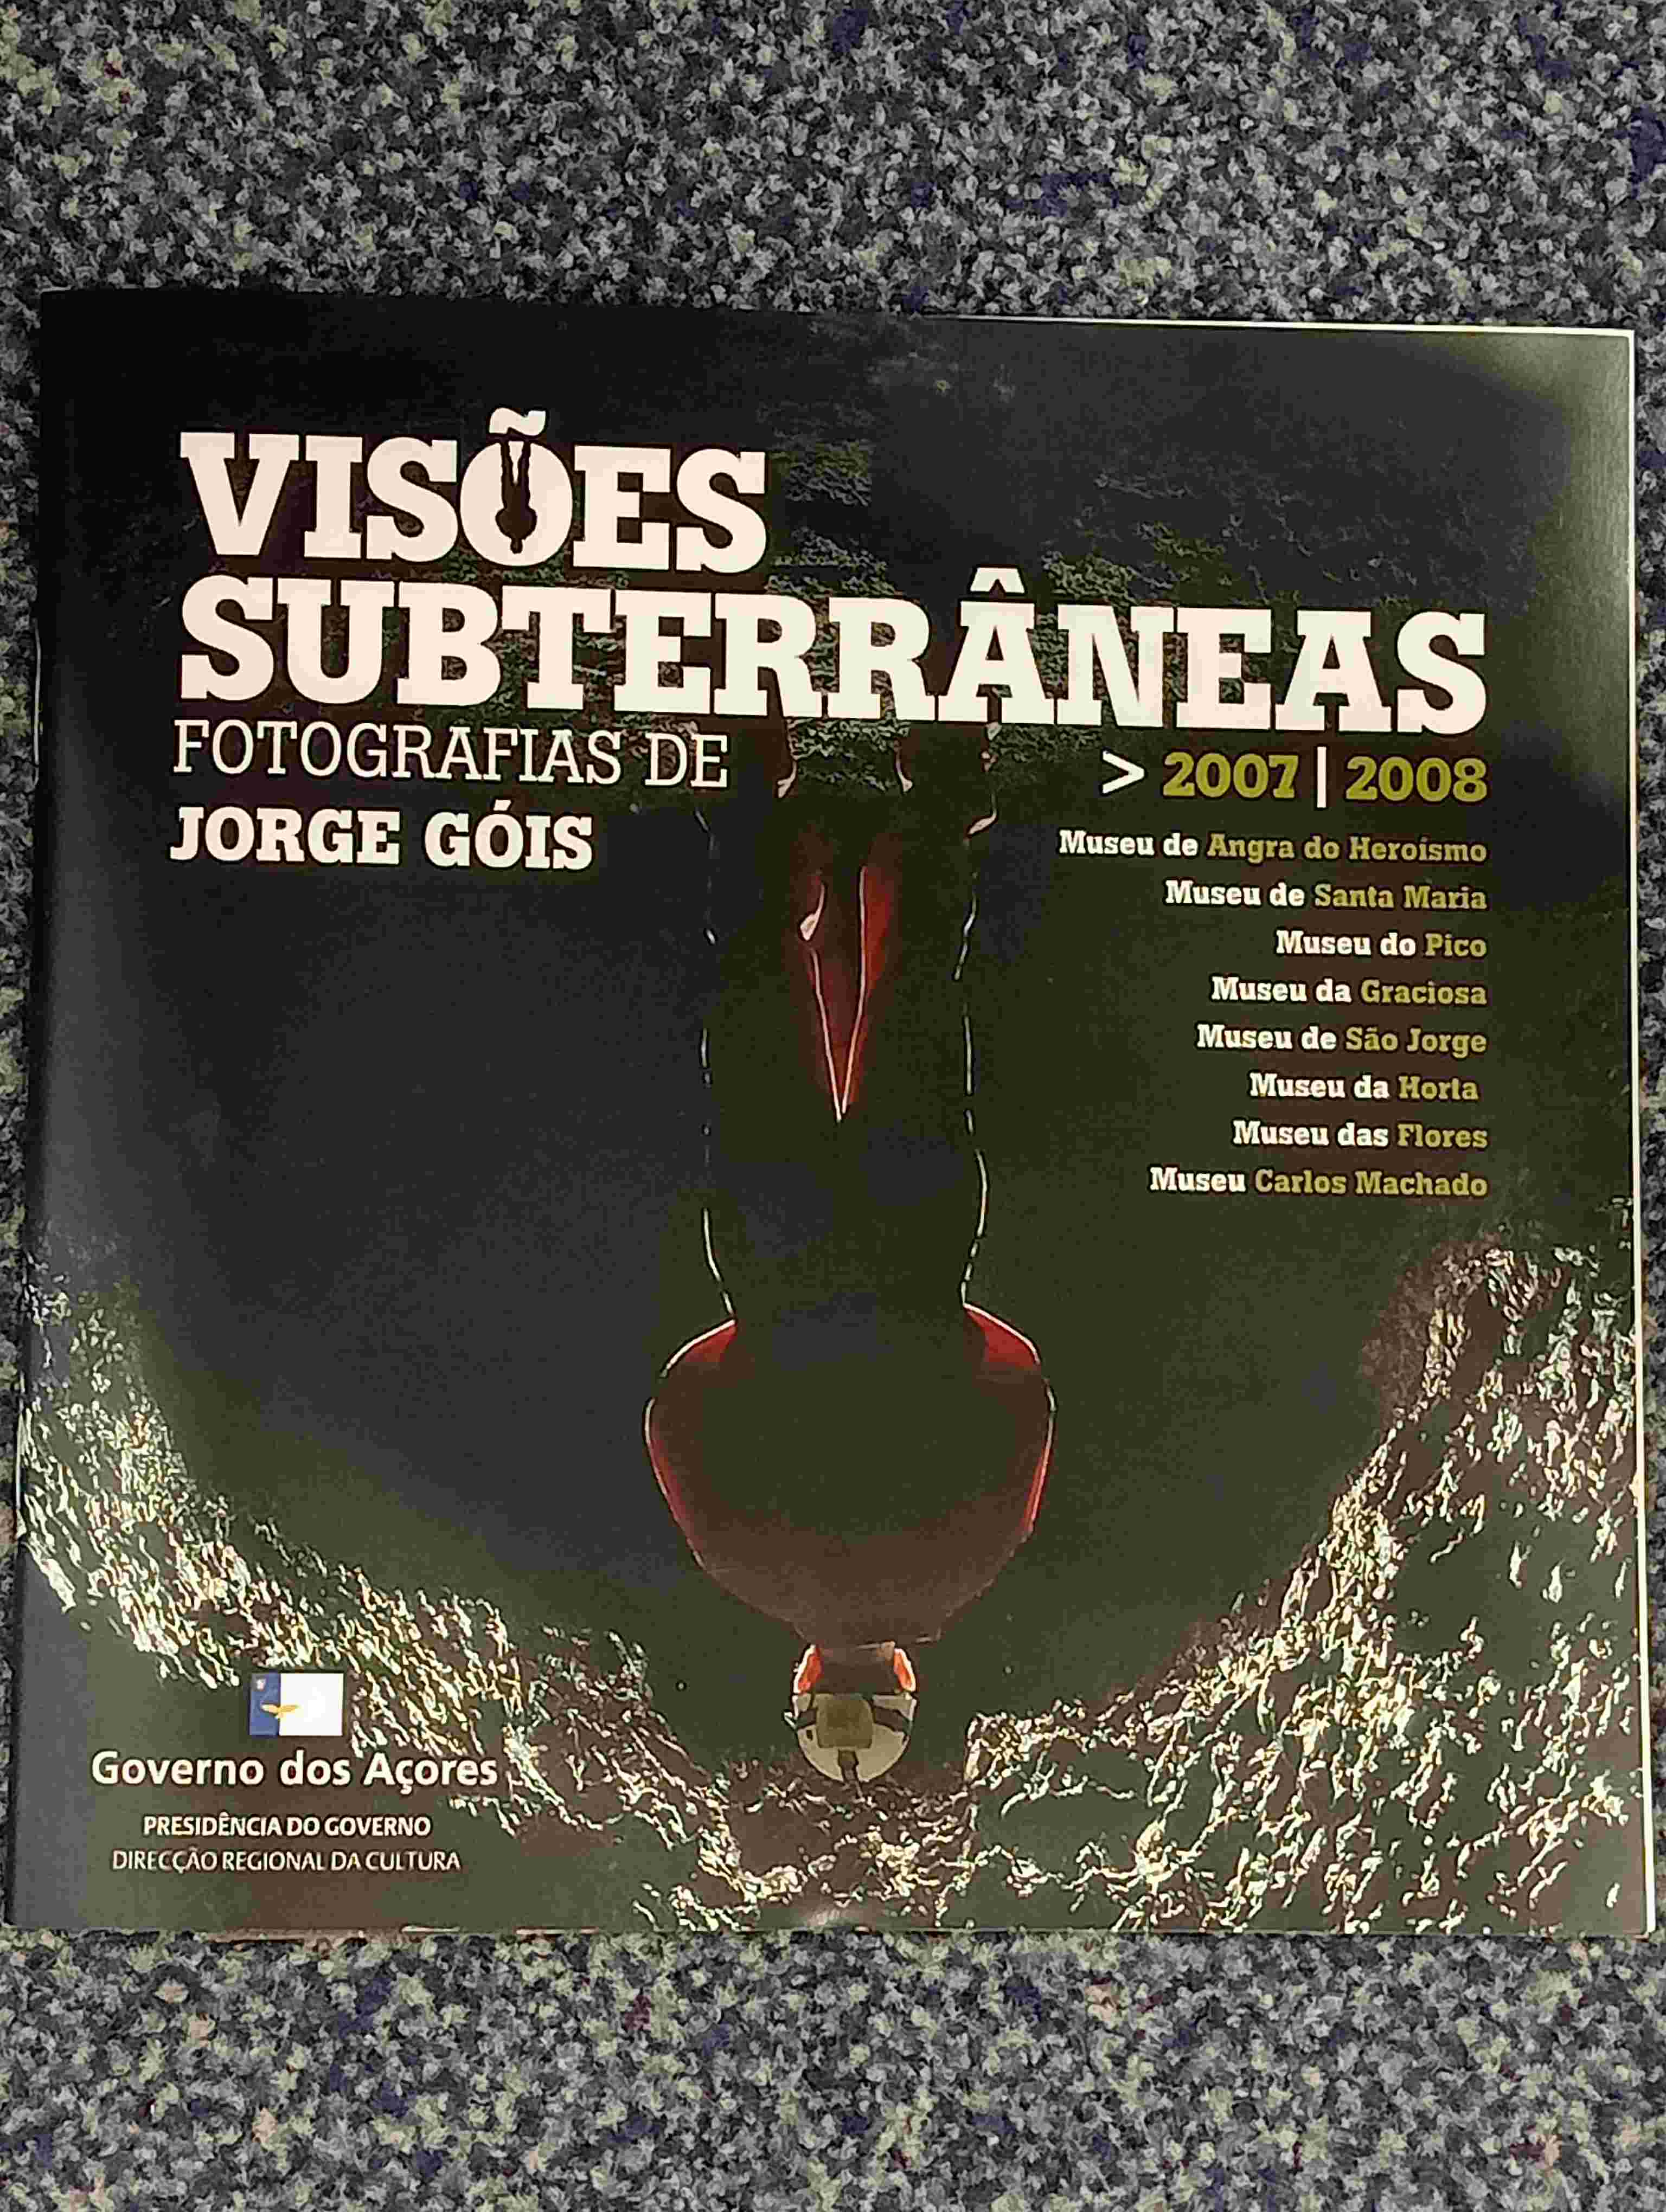 VISÕES
SUBTERRÂNEAS
FOTOGRAFIAS DE
JORGE GÓIS
> 2007 | 2008
Museu de Angra do Heroísmo
Museu de Santa Maria
Museu do Pico
Museu da Graciosa
Museu de São Jorge
Museu da Horta
Museu das Flores
Museu Carlos Machado
Governo dos Açores
PRESIDÊNCIA DO GOVERNO
DIRECÇÃO REGIONAL DA CULTURA